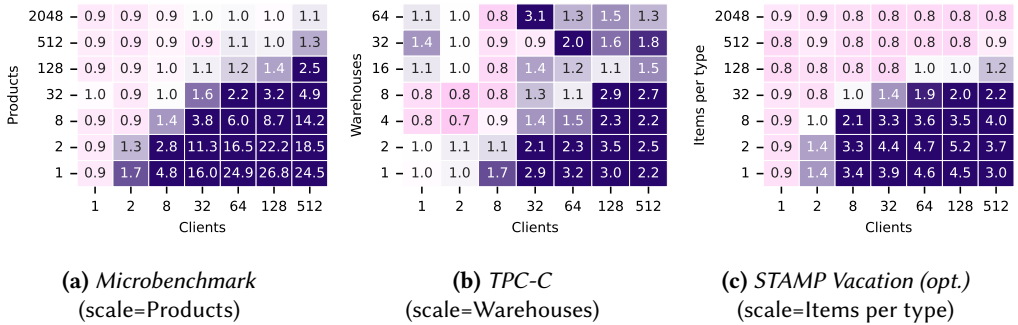 2048 0.9 0.9 0.9 1.0 1.0 1.0 1.1
512 0.9 0.9 0.9 0.9 1.1 1.0 1.3
128 0.9 0.9 1.0 1.1 1.2 1.4 2.5
32 1.0 0.9 1.0 1.6 2.2 3.2 4.9
8 0.9 0.9 1.4 3.8 6.0 8.7 14.2
2 0.9 1.3 2.8 11.3 16.5 22.2 18.5
1 0.9 1.7 4.8 16.0 24.9 26.8 24.5
Products
1 2 8 32 64 128 512
Clients
(a) Microbenchmark
(scale=Products)
64 1.1 1.0 0.8 3.1 1.3 1.5 1.3
32 1.4 1.0 0.9 0.9 2.0 1.6 1.8
16 1.1 1.0 0.8 1.4 1.2 1.1 1.5
8 0.8 0.8 0.8 1.3 1.1 2.9 2.7
4 0.8 0.7 0.9 1.4 1.5 2.3 2.2
2 1.0 1.1 1.1 2.1 2.3 3.5 2.5
1 1.0 1.0 1.7 2.9 3.2 3.0 2.2
Warehouses
1 2 8 32 64 128 512
Clients
(b) TPC-C
(scale=Warehouses)
2048 0.9 0.9 0.8 0.8 0.8 0.8 0.8
512 0.9 0.8 0.8 0.8 0.8 0.8 0.9
128 0.8 0.8 0.8 0.8 1.0 1.0 1.2
32 0.9 0.8 1.0 1.4 1.9 2.0 2.2
8 0.9 1.0 2.1 3.3 3.6 3.5 4.0
2 0.9 1.4 3.3 4.4 4.7 5.2 3.7
1 0.9 1.4 3.4 3.9 4.6 4.5 3.0
Items per type
1 2 8 32 64 128 512
Clients
(c) STAMP Vacation (opt.)
(scale=Items per type)